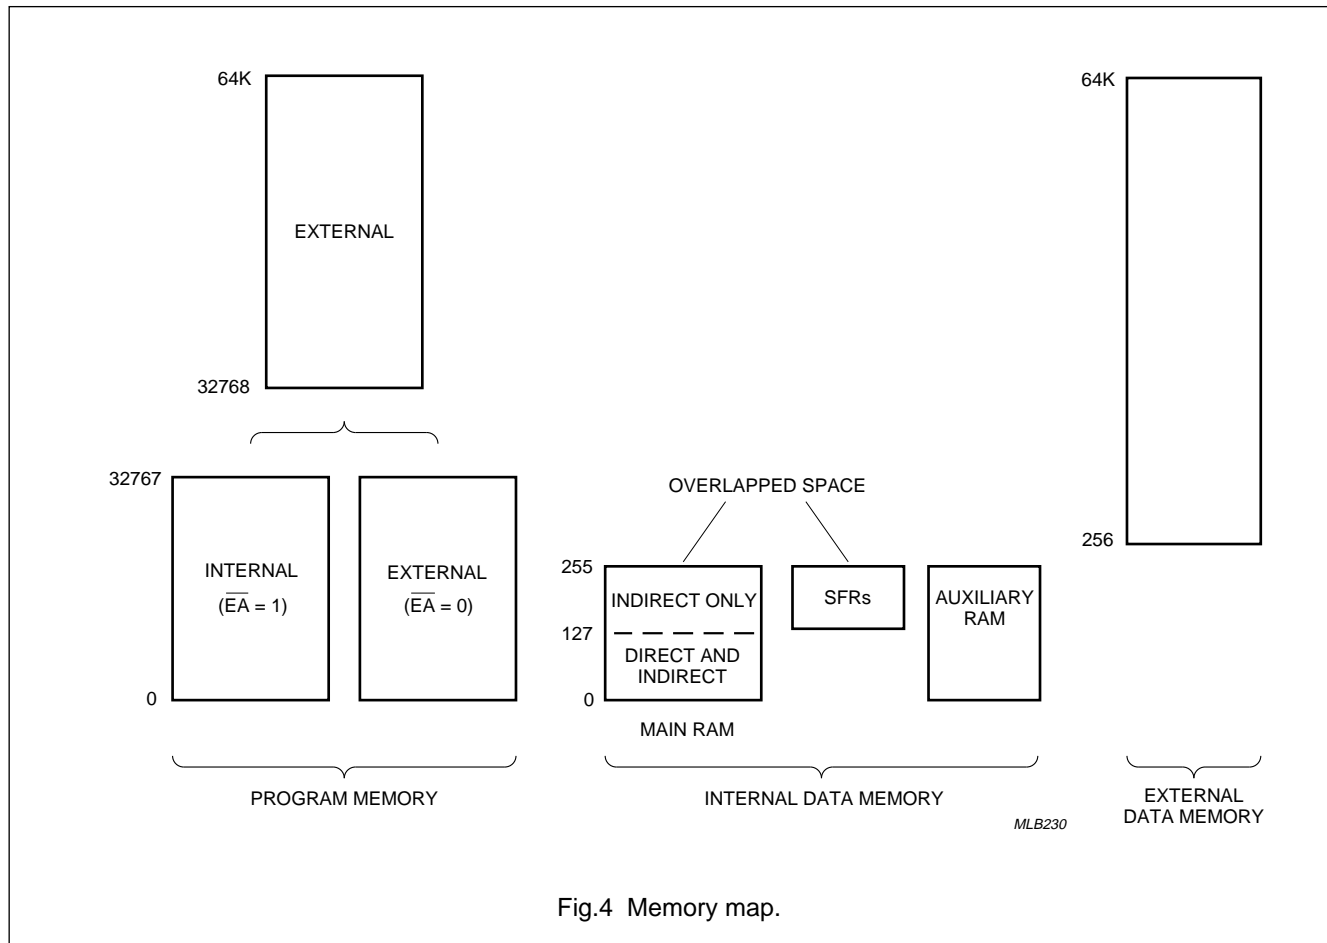 64K
64K
EXTERNAL
32768
32767
OVERLAPPED SPACE
256
INTERNAL
(E̅A̅ = 1)
EXTERNAL
(E̅A̅ = 0)
255
INDIRECT ONLY
SFRs
AUXILIARY
RAM
127
DIRECT AND
INDIRECT
0
0
MAIN RAM
PROGRAM MEMORY
INTERNAL DATA MEMORY
EXTERNAL
DATA MEMORY
MLB230
Fig.4 Memory map.